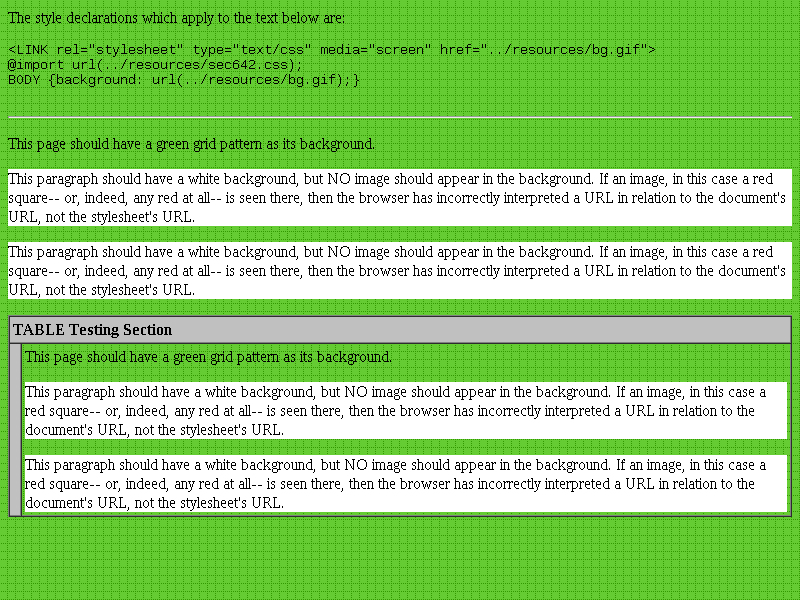 The style declarations which apply to the text below are:
<LINK rel="stylesheet" type="text/css" media="screen" href="../resources/bg.gif">
@import url(../resources/sec642.css);
BODY {background: url(../resources/bg.gif);}
This page should have a green grid pattern as its background.
This paragraph should have a white background, but NO image should appear in the background. If an image, in this case a red
square-- or, indeed, any red at all-- is seen there, then the browser has incorrectly interpreted a URL in relation to the document's
URL, not the stylesheet's URL.
This paragraph should have a white background, but NO image should appear in the background. If an image, in this case a red
square-- or, indeed, any red at all-- is seen there, then the browser has incorrectly interpreted a URL in relation to the document's
URL, not the stylesheet's URL.
TABLE Testing Section
This page should have a green grid pattern as its background.
This paragraph should have a white background, but NO image should appear in the background. If an image, in this case a
red square-- or, indeed, any red at all-- is seen there, then the browser has incorrectly interpreted a URL in relation to the
document's URL, not the stylesheet's URL.
This paragraph should have a white background, but NO image should appear in the background. If an image, in this case a
red square-- or, indeed, any red at all-- is seen there, then the browser has incorrectly interpreted a URL in relation to the
document's URL, not the stylesheet's URL.